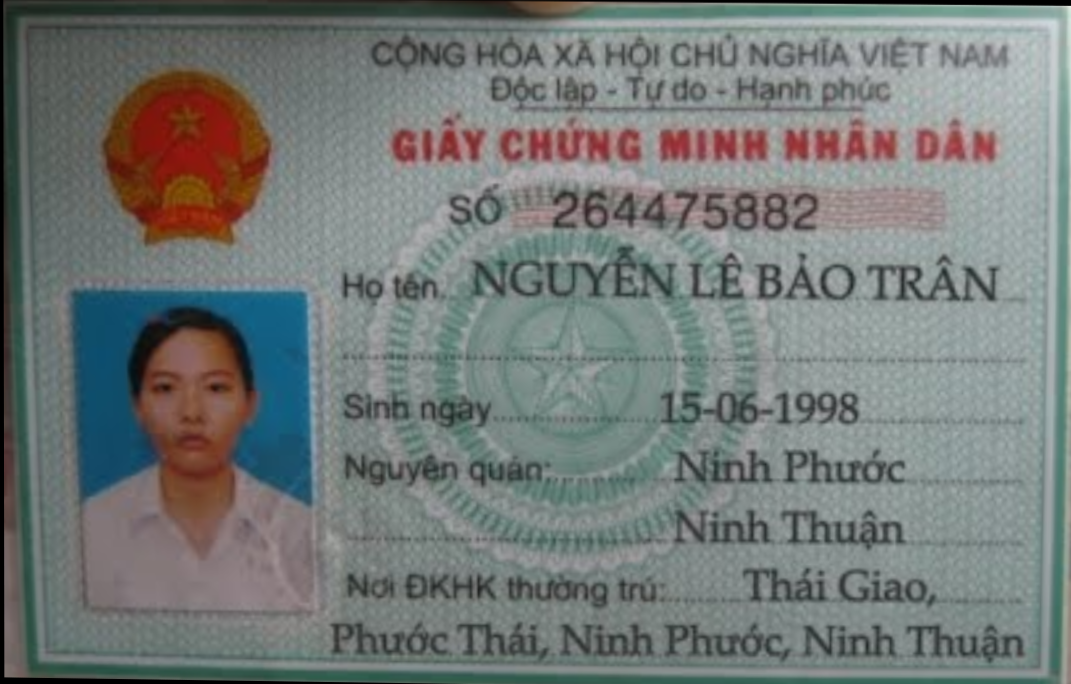 CỘNG HÒA XÃ HỘI CHỦ NGHĨA VIỆT NAM
Độc lập - Tự do - Hạnh phúc
GIẤY CHỨNG MINH NHÂN DÂN
SỐ 264475882
Họ tên. NGUYỄN LÊ BẢO TRÂN
Sinh ngày 15-06-1998
Nguyên quán: Ninh Phước
Ninh Thuận
Nơi ĐKHK thường trú: Thái Giao,
Phước Thái, Ninh Phước, Ninh Thuận